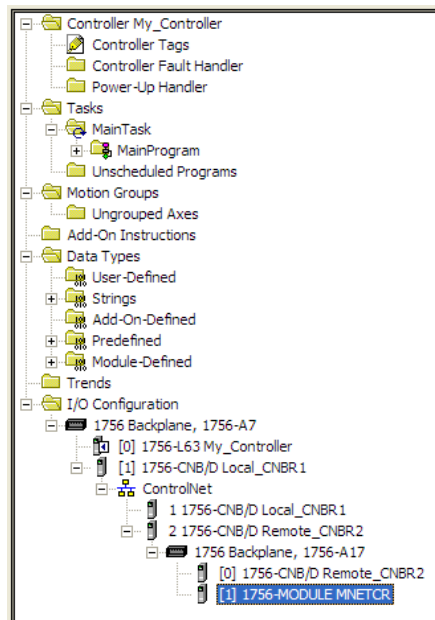 Controller My_Controller
Controller Tags
Controller Fault Handler
Power-Up Handler
Tasks
MainTask
MainProgram
Unscheduled Programs
Motion Groups
Ungrouped Axes
Add-On Instructions
Data Types
User-Defined
Strings
Add-On-Defined
Predefined
Module-Defined
Trends
I/O Configuration
1756 Backplane, 1756-A7
[0] 1756-L63 My_Controller
[1] 1756-CNB/D Local_CNBR1
ControlNet
1 1756-CNB/D Local_CNBR1
2 1756-CNB/D Remote_CNBR2
1756 Backplane, 1756-A17
[0] 1756-CNB/D Remote_CNBR2
[1] 1756-MODULE MNETCR